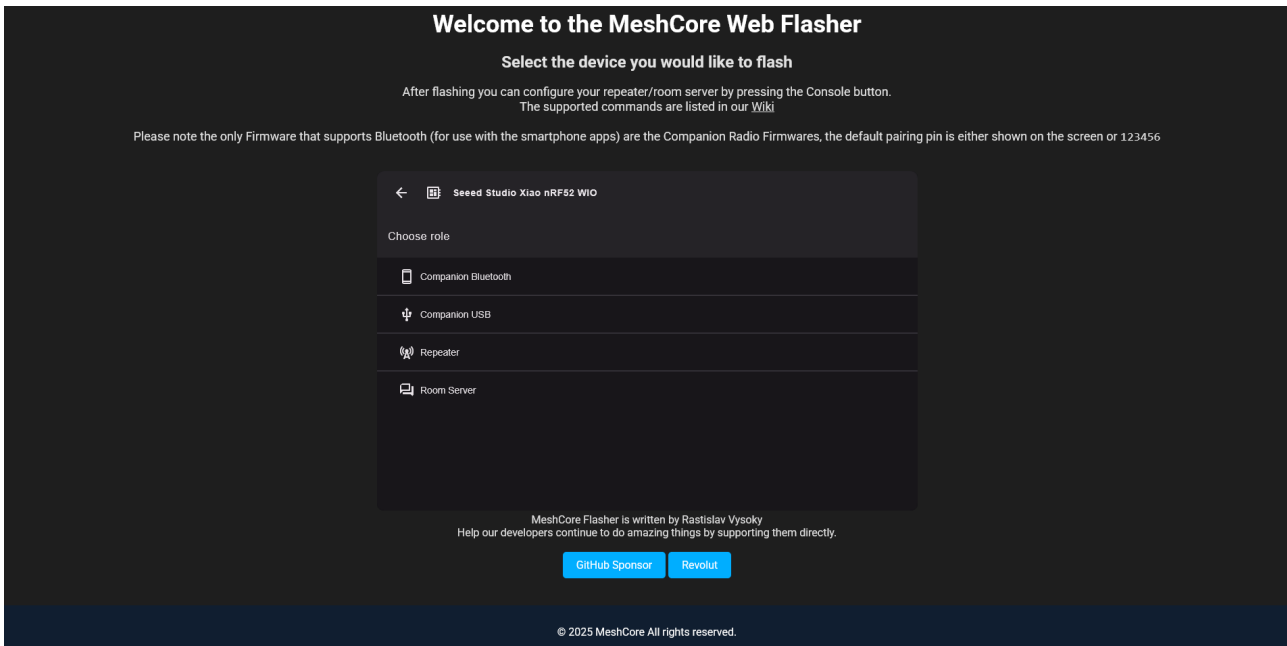 Welcome to the MeshCore Web Flasher
Select the device you would like to flash
After flashing you can configure your repeater/room server by pressing the Console button.
The supported commands are listed in our Wiki
Please note the only Firmware that supports Bluetooth (for use with the smartphone apps) are the Companion Radio Firmwares, the default pairing pin is either shown on the screen or 123456
Seeed Studio Xiao nRF52 WIO
Choose role
Companion Bluetooth
Companion USB
Repeater
Room Server
MeshCore Flasher is written by Rastislav Vysoky
Help our developers continue to do amazing things by supporting them directly.
GitHub Sponsor Revolut
© 2025 MeshCore All rights reserved.